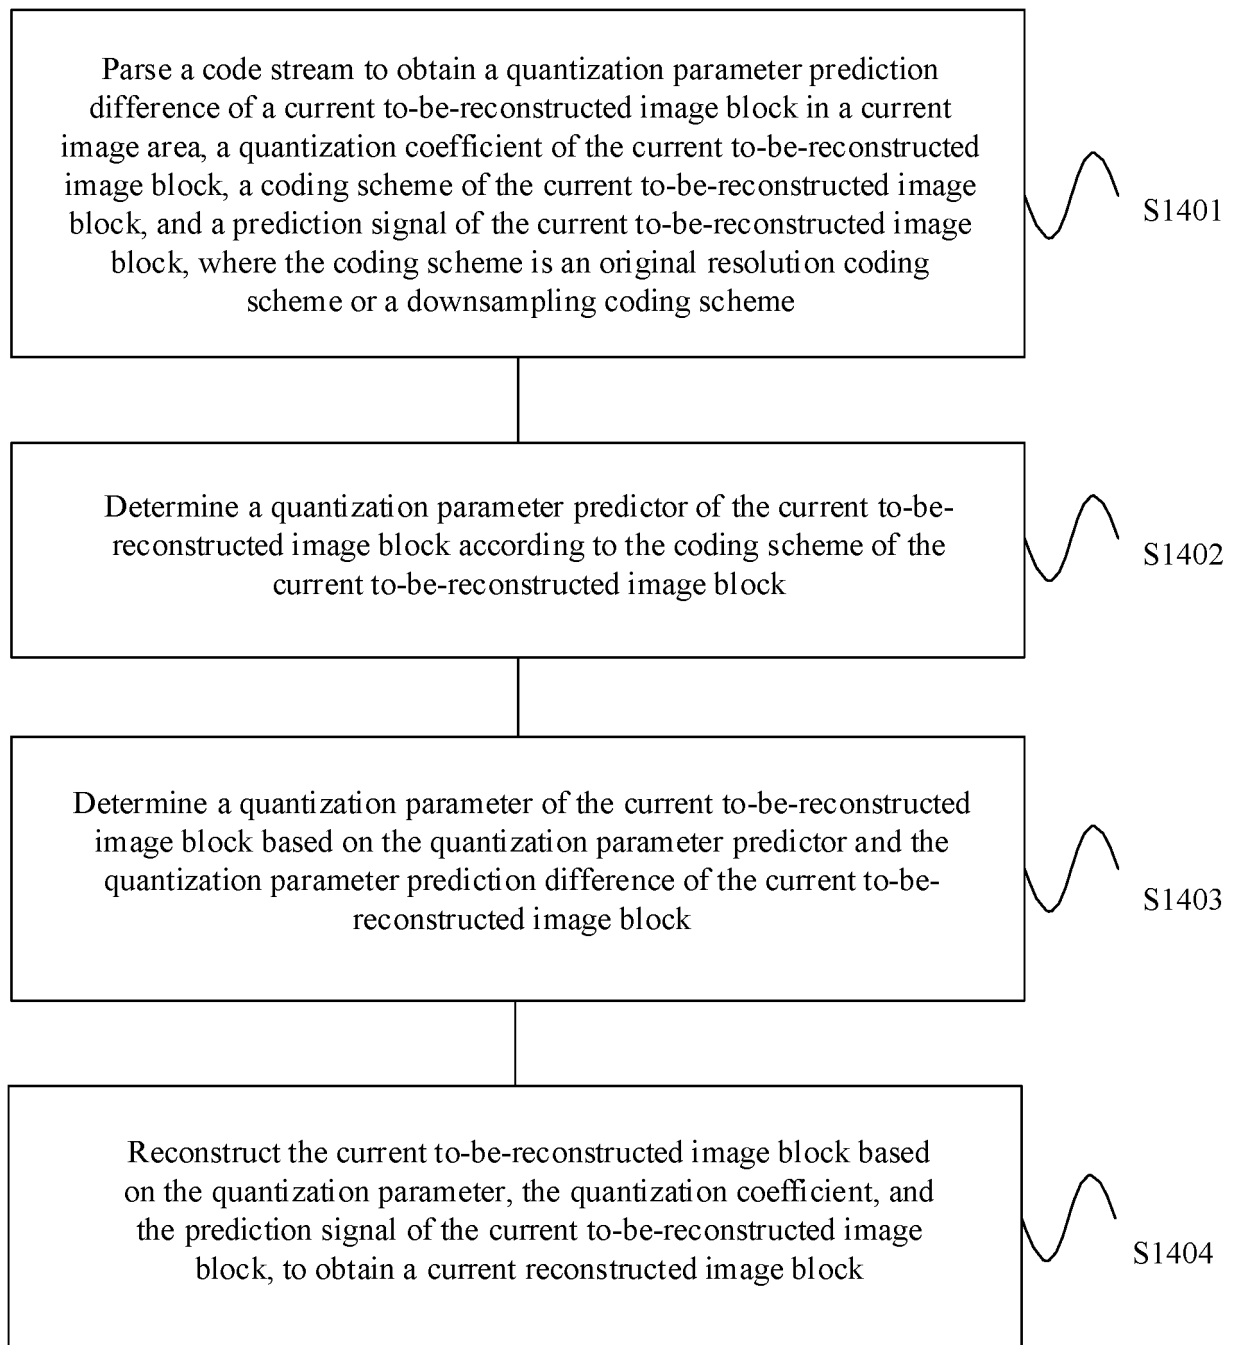 Parse a code stream to obtain a quantization parameter prediction
difference of a current to-be-reconstructed image block in a current
image area, a quantization coefficient of the current to-be-reconstructed
image block, a coding scheme of the current to-be-reconstructed image
block, and a prediction signal of the current to-be-reconstructed image
block, where the coding scheme is an original resolution coding
scheme or a downsampling coding scheme
S1401
Determine a quantization parameter predictor of the current to-be-
reconstructed image block according to the coding scheme of the
current to-be-reconstructed image block
S1402
Determine a quantization parameter of the current to-be-reconstructed
image block based on the quantization parameter predictor and the
quantization parameter prediction difference of the current to-be-
reconstructed image block
S1403
Reconstruct the current to-be-reconstructed image block based
on the quantization parameter, the quantization coefficient, and
the prediction signal of the current to-be-reconstructed image
block, to obtain a current reconstructed image block
S1404